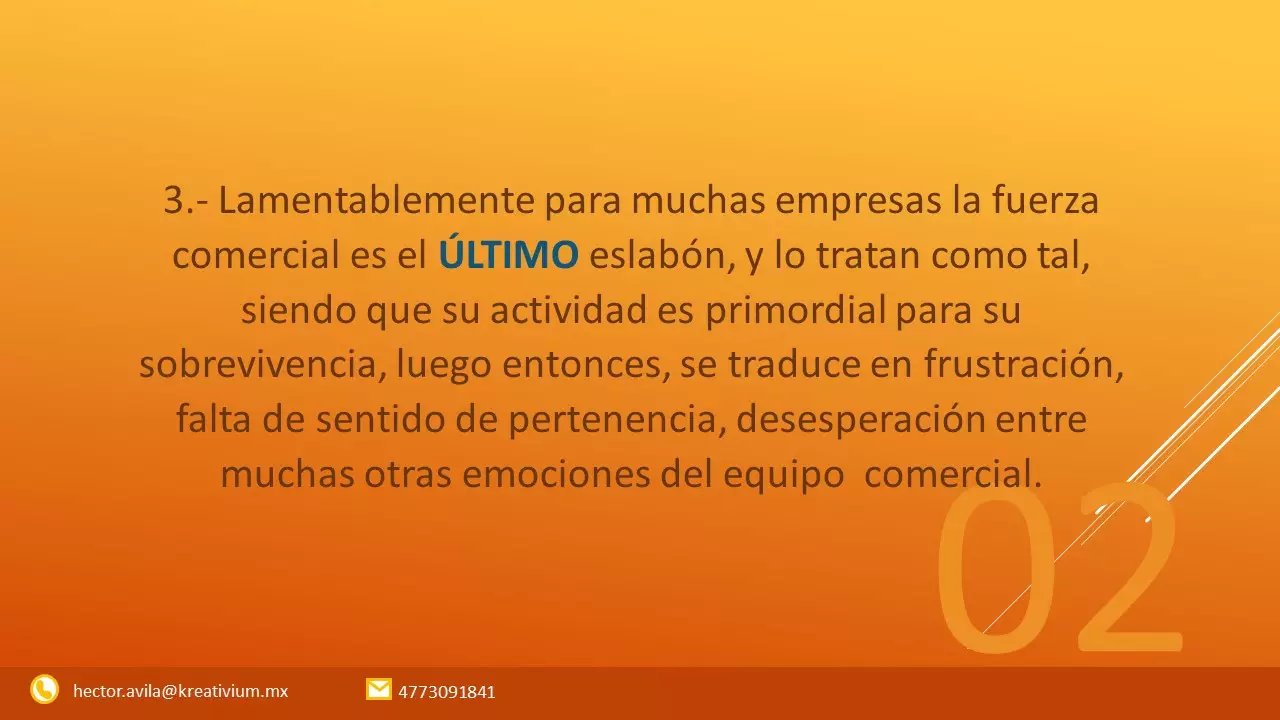 3.- Lamentablemente para muchas empresas la fuerza
comercial es el ÚLTIMO eslabón, y lo tratan como tal,
siendo que su actividad es primordial para su
sobrevivencia, luego entonces, se traduce en frustración,
falta de sentido de pertenencia, desesperación entre
muchas otras emociones del equipo  comercial.
02
hector.avila@kreativium.mx
4773091841